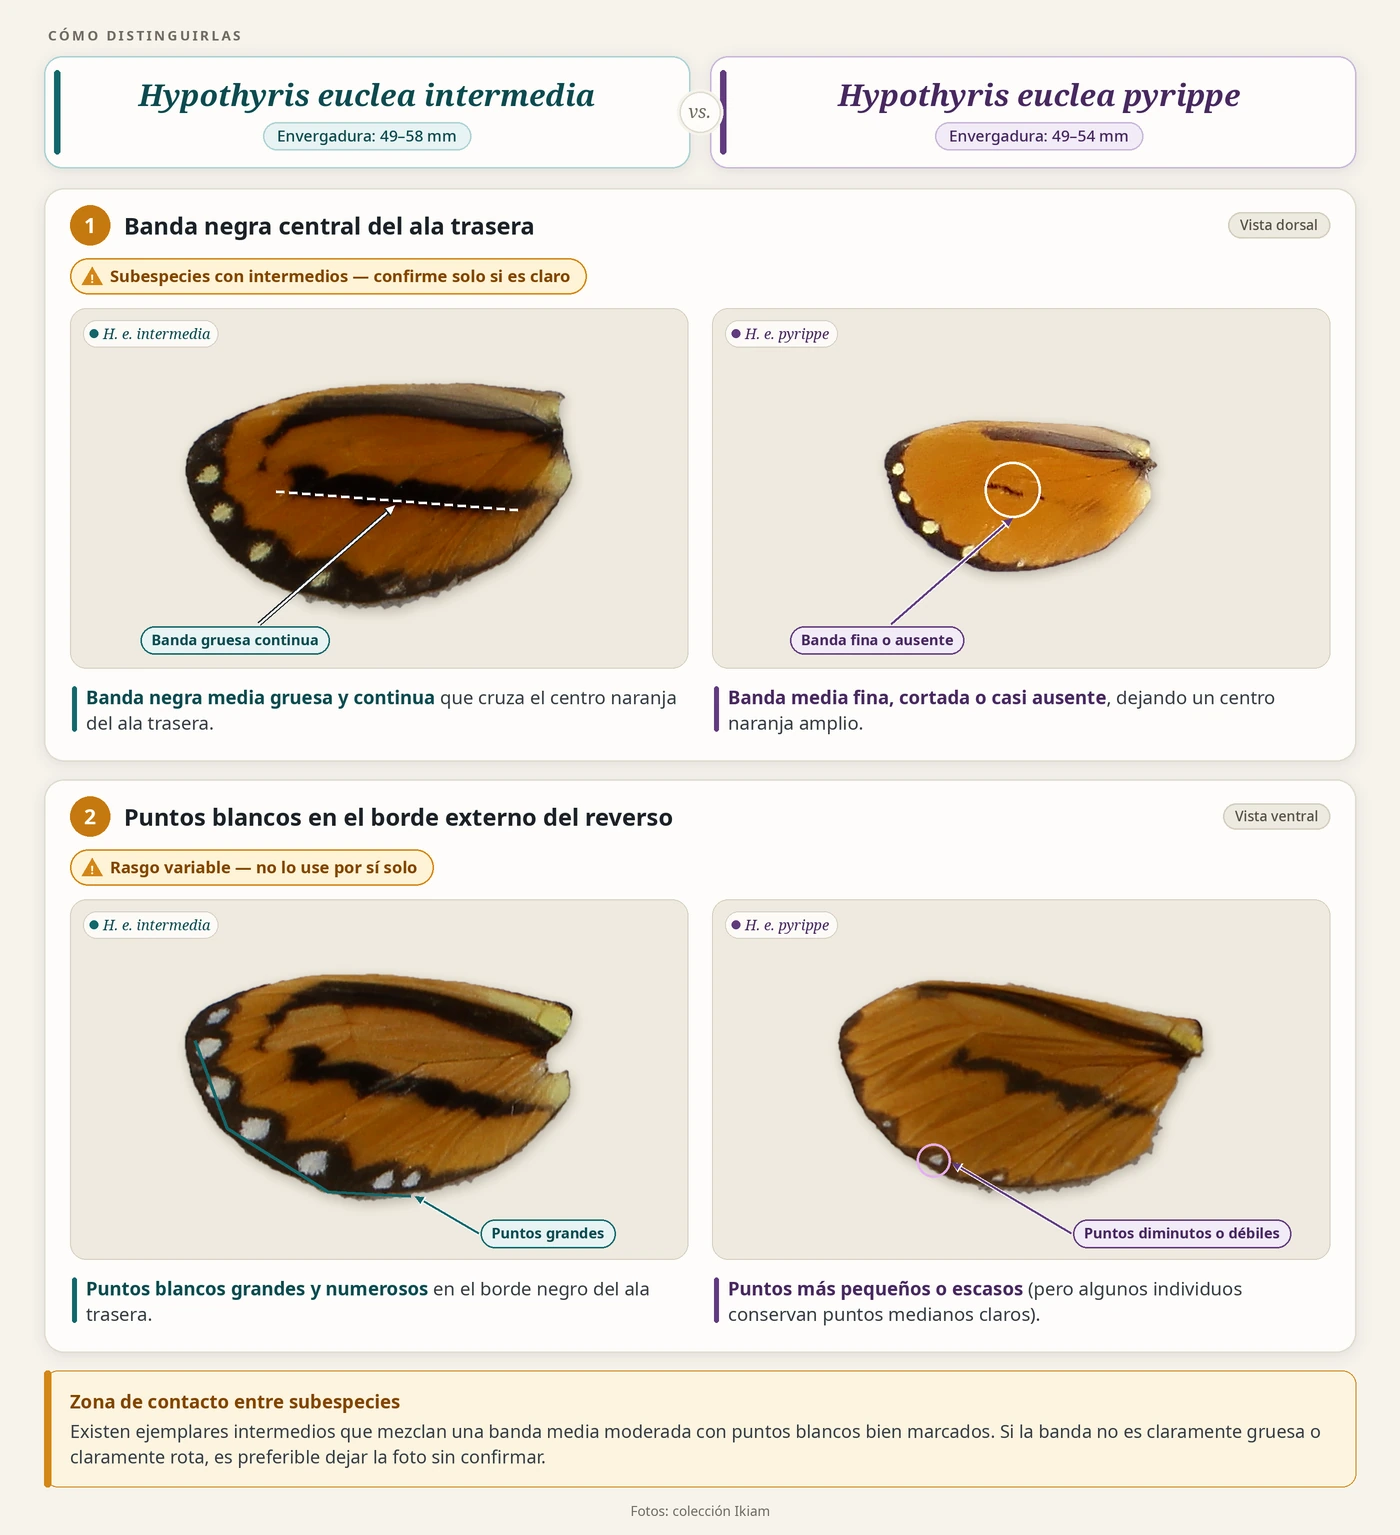 CÓMO DISTINGUIRLAS
Hypothyris euclea intermedia
Envergadura: 49–58 mm
vs.
Hypothyris euclea pyrippe
Envergadura: 49–54 mm
1 Banda negra central del ala trasera
Vista dorsal
Subespecies con intermedios — confirme solo si es claro
H. e. intermedia
Banda gruesa continua
H. e. pyrippe
Banda fina o ausente
Banda negra media gruesa y continua que cruza el centro naranja
del ala trasera.
Banda media fina, cortada o casi ausente, dejando un centro
naranja amplio.
2 Puntos blancos en el borde externo del reverso
Vista ventral
Rasgo variable — no lo use por sí solo
H. e. intermedia
Puntos grandes
H. e. pyrippe
Puntos diminutos o débiles
Puntos blancos grandes y numerosos en el borde negro del ala
trasera.
Puntos más pequeños o escasos (pero algunos individuos
conservan puntos medianos claros).
Zona de contacto entre subespecies
Existen ejemplares intermedios que mezclan una banda media moderada con puntos blancos bien marcados. Si la banda no es claramente gruesa o
claramente rota, es preferible dejar la foto sin confirmar.
Fotos: colección Ikiam